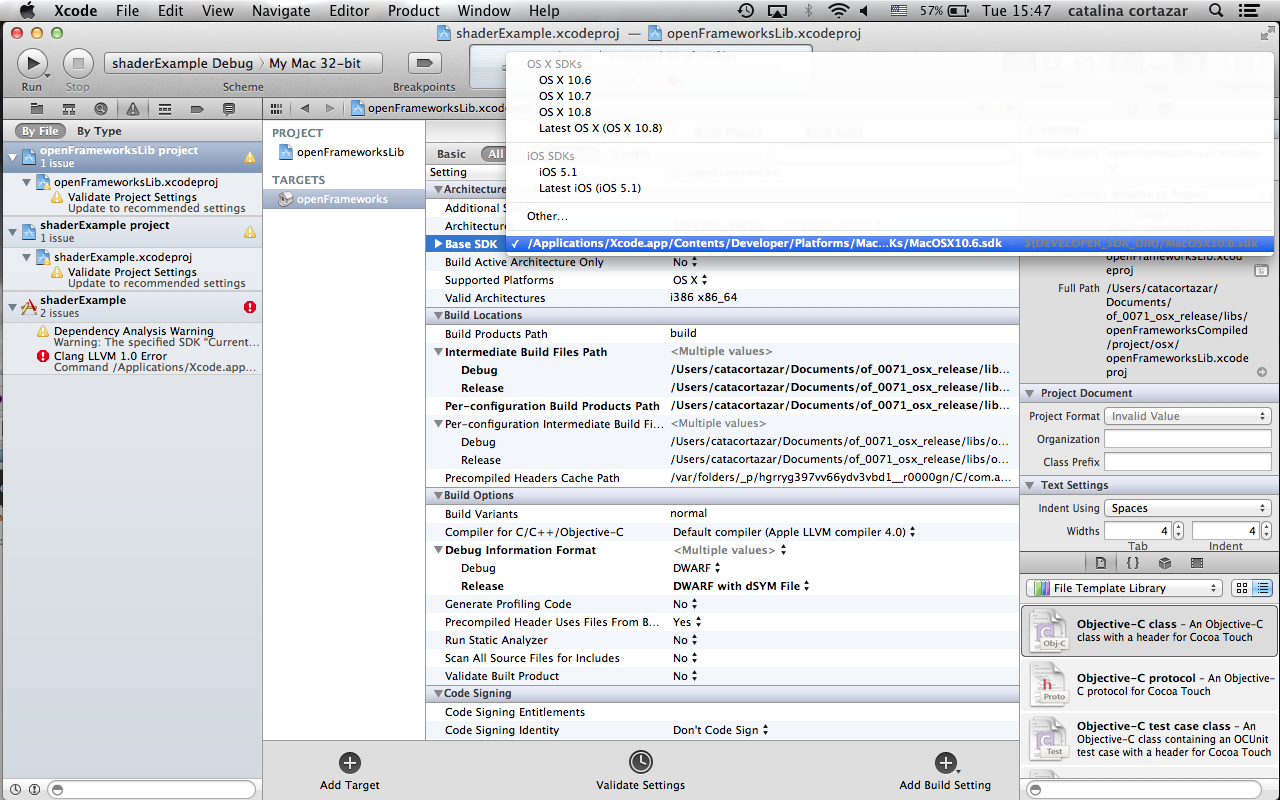 Xcode File Edit View Navigate Editor Product Window Help 57% Tue 15:47 catalina cortazar
shaderExample.xcodeproj — openFrameworksLib.xcodeproj
shaderExample Debug My Mac 32-bit
Run Stop Scheme Breakpoints
OS X SDKs
OS X 10.6
OS X 10.7
OS X 10.8
Latest OS X (OS X 10.8)
iOS SDKs
iOS 5.1
Latest iOS (iOS 5.1)
Other...
✓ /Applications/Xcode.app/Contents/Developer/Platforms/Mac...Ks/MacOSX10.6.sdk – $(DEVELOPER_SDK_DIR)/MacOSX10.6.sdk
By File By Type
openFrameworksLib project
1 issue
openFrameworksLib.xcodeproj
Validate Project Settings
Update to recommended settings
shaderExample project
1 issue
shaderExample.xcodeproj
Validate Project Settings
Update to recommended settings
shaderExample
2 issues
Dependency Analysis Warning
Warning: The specified SDK "Current...
Clang LLVM 1.0 Error
Command /Applications/Xcode.app...
openFrameworksLib.xcod
PROJECT
openFrameworksLib
TARGETS
openFrameworks
Basic All
Setting
Architecture
Additional S
Architectur
Base SDK
Build Active Architecture Only No
Supported Platforms OS X
Valid Architectures i386 x86_64
Build Locations
Build Products Path build
Intermediate Build Files Path <Multiple values>
Debug /Users/catacortazar/Documents/of_0071_osx_release/lib...
Release /Users/catacortazar/Documents/of_0071_osx_release/lib...
Per-configuration Build Products Path /Users/catacortazar/Documents/of_0071_osx_release/lib...
Per-configuration Intermediate Build Fi... <Multiple values>
Debug /Users/catacortazar/Documents/of_0071_osx_release/libs/o...
Release /Users/catacortazar/Documents/of_0071_osx_release/libs/o...
Precompiled Headers Cache Path /var/folders/_p/hgrryg397vv66ydv3vbd1__r0000gn/C/com.a...
Build Options
Build Variants normal
Compiler for C/C++/Objective-C Default compiler (Apple LLVM compiler 4.0)
Debug Information Format <Multiple values>
Debug DWARF
Release DWARF with dSYM File
Generate Profiling Code No
Precompiled Header Uses Files From B... Yes
Run Static Analyzer No
Scan All Source Files for Includes No
Validate Built Product No
Code Signing
Code Signing Entitlements
Code Signing Identity Don't Code Sign
Add Target Validate Settings Add Build Setting
openFrameworksLib.xcod
eproj
Full Path /Users/catacortazar/
Documents/
of_0071_osx_release/libs/
openFrameworksCompiled
/project/osx/
openFrameworksLib.xcode
proj
Project Document
Project Format Invalid Value
Organization
Class Prefix
Text Settings
Indent Using Spaces
Widths 4 4
Tab Indent
File Template Library
Objective-C class – An Objective-C
class with a header for Cocoa Touch
Obj-C
Objective-C protocol – An Objective-
C protocol for Cocoa Touch
Proto
Objective-C test case class – An
Objective-C class containing an OCUnit
test case with a header for Cocoa Touch
Test